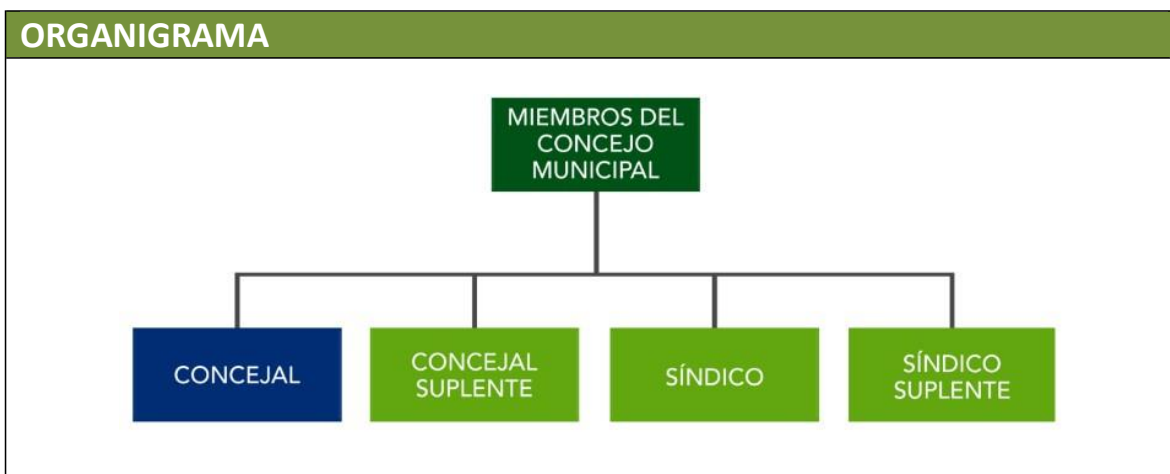 ORGANIGRAMA
MIEMBROS DEL
CONCEJO
MUNICIPAL
CONCEJAL
CONCEJAL
SUPLENTE
SÍNDICO
SÍNDICO
SUPLENTE